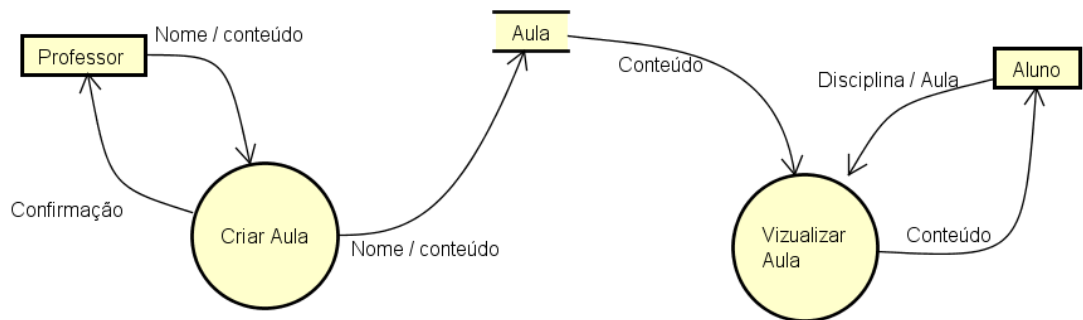 Nome / conteúdo
Professor
Aula
Conteúdo
Disciplina / Aula
Aluno
Confirmação
Criar Aula
Nome / conteúdo
Vizualizar
Aula
Conteúdo